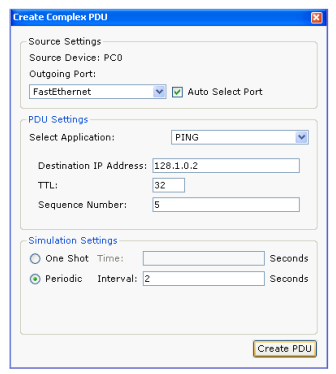 Create Complex PDU
Source Settings
Source Device: PC0
Outgoing Port:
FastEthernet Auto Select Port
PDU Settings
Select Application: PING
Destination IP Address: 128.1.0.2
TTL: 32
Sequence Number: 5
Simulation Settings
One Shot Time: Seconds
Periodic Interval: 2 Seconds
Create PDU